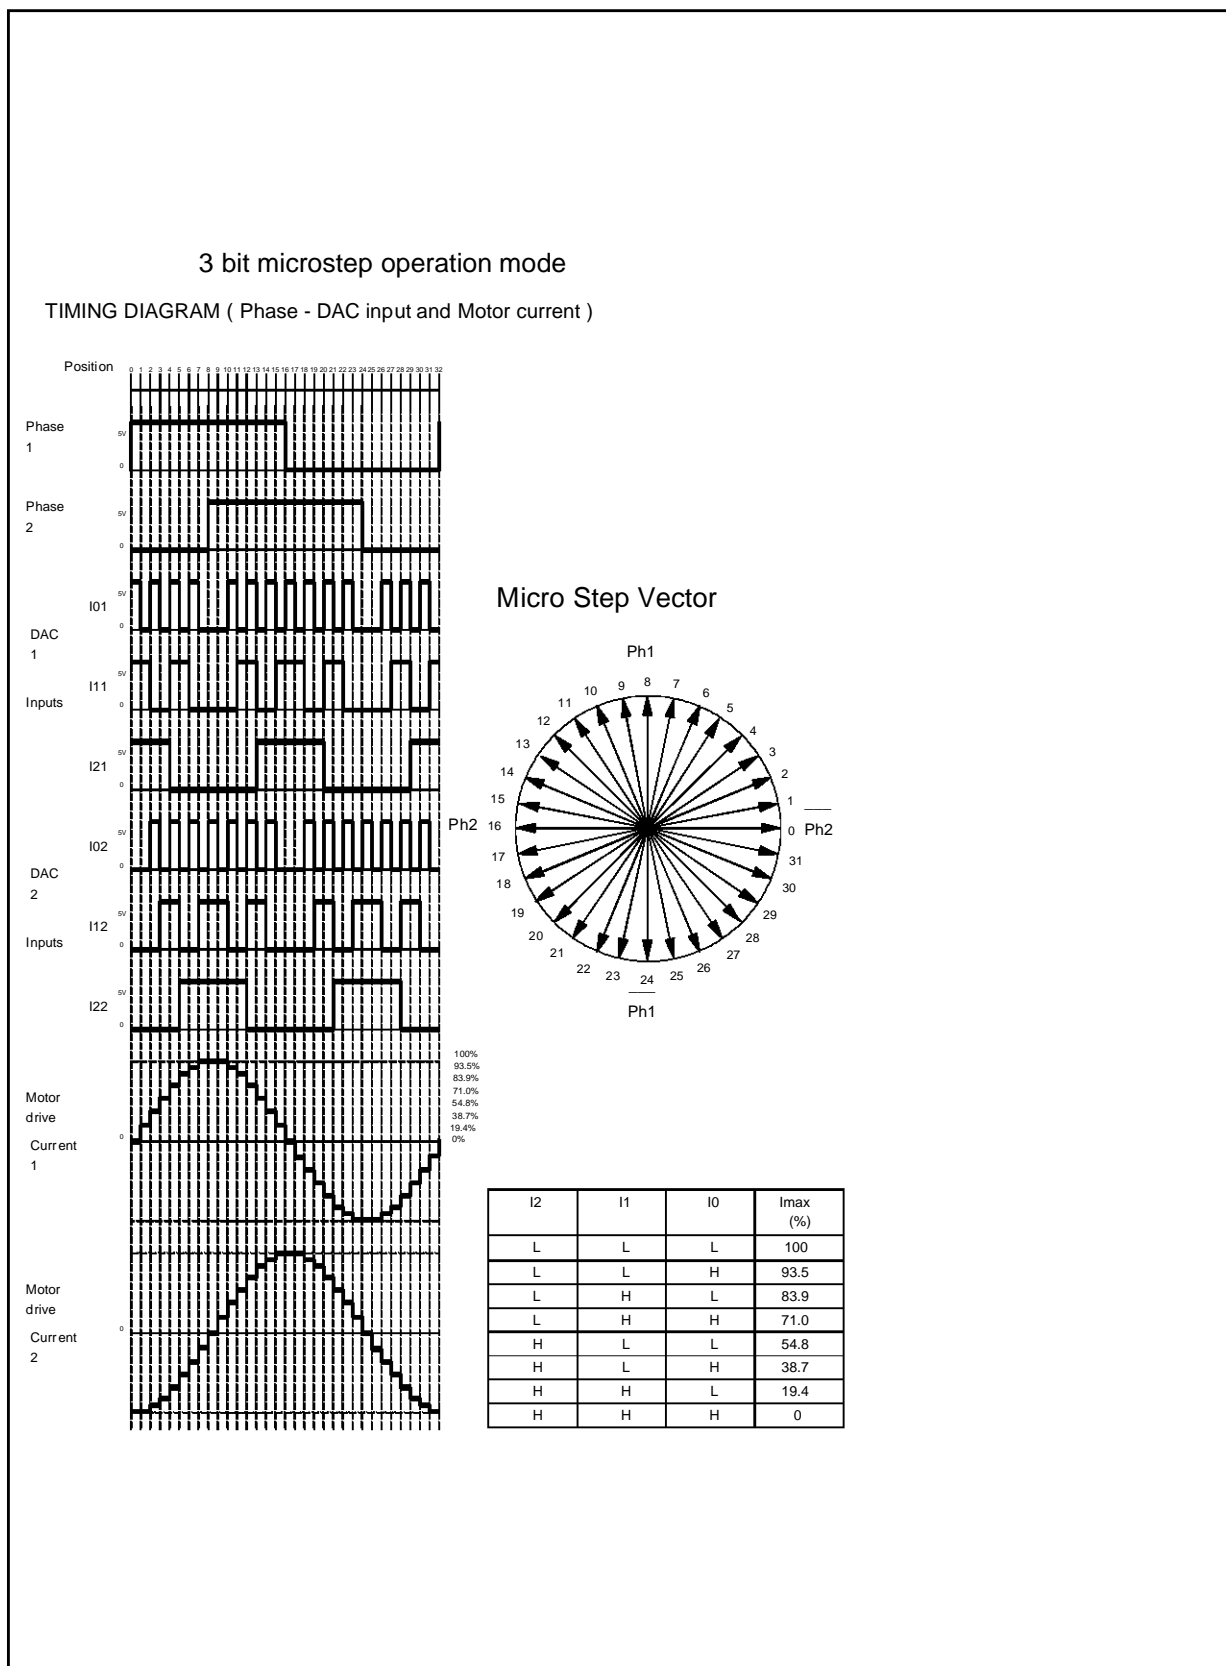 3 bit microstep operation mode
TIMING DIAGRAM ( Phase - DAC input and Motor current )
Position
0 1 2 3 4 5 6 7 8 9 10 11 12 13 14 15 16 17 18 19 20 21 22 23 24 25 26 27 28 29 30 31 32
Phase
1
5V
0
Phase
2
5V
0
I01
5V
0
DAC
1
I11
5V
0
Inputs
I21
5V
0
I02
5V
0
DAC
2
I12
5V
0
Inputs
I22
5V
0
Motor
drive
Current
1
0
100%
93.5%
83.9%
71.0%
54.8%
38.7%
19.4%
0%
Motor
drive
Current
2
0
Micro Step Vector
Ph1
8
7
6
5
4
3
2
1
0
Ph2
31
30
29
28
27
26
25
24
Ph1
23
22
21
20
19
18
17
16
Ph2
15
14
13
12
11
10
9
I2 I1 I0 Imax
(%)
L L L 100
L L H 93.5
L H L 83.9
L H H 71.0
H L L 54.8
H L H 38.7
H H L 19.4
H H H 0